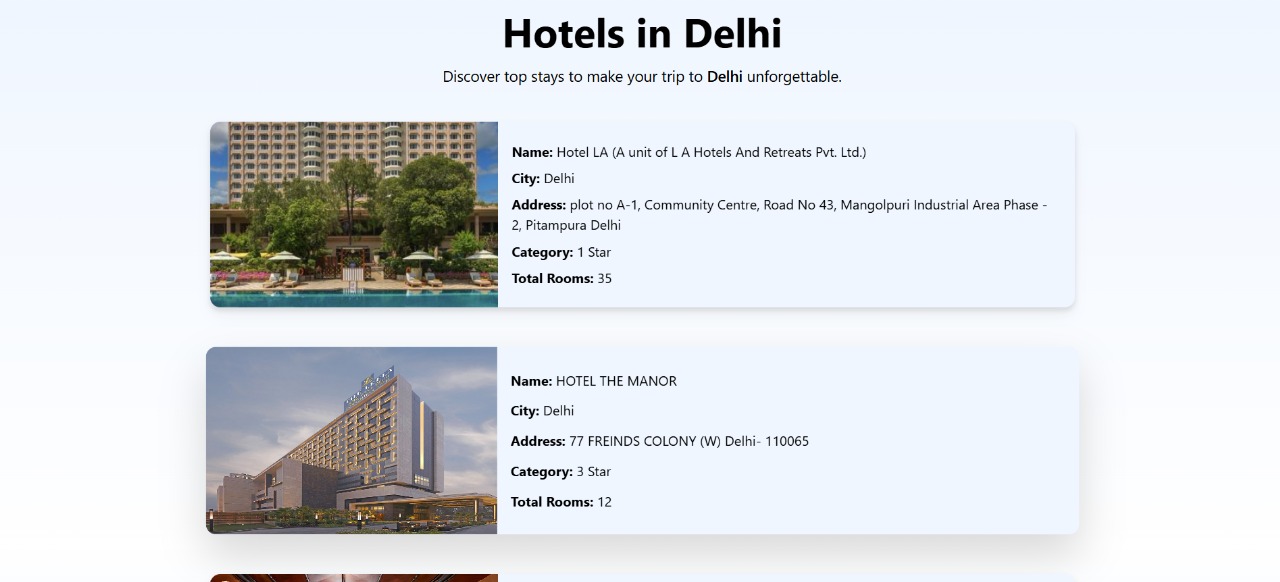 Hotels in Delhi
Discover top stays to make your trip to Delhi unforgettable.
Name: Hotel LA (A unit of L A Hotels And Retreats Pvt. Ltd.)
City: Delhi
Address: plot no A-1, Community Centre, Road No 43, Mangolpuri Industrial Area Phase -
2, Pitampura Delhi
Category: 1 Star
Total Rooms: 35
Name: HOTEL THE MANOR
City: Delhi
Address: 77 FREINDS COLONY (W) Delhi- 110065
Category: 3 Star
Total Rooms: 12